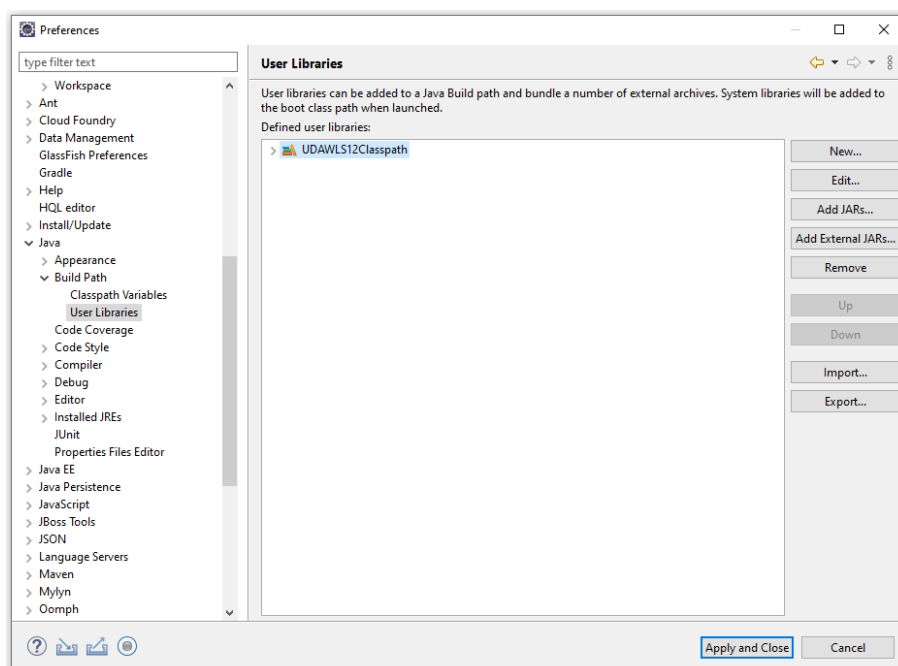 Preferences
type filter text
Workspace
Ant
Cloud Foundry
Data Management
GlassFish Preferences
Gradle
Help
HQL editor
Install/Update
Java
Appearance
Build Path
Classpath Variables
User Libraries
Code Coverage
Code Style
Compiler
Debug
Editor
Installed JREs
JUnit
Properties Files Editor
Java EE
Java Persistence
JavaScript
JBoss Tools
JSON
Language Servers
Maven
Mylyn
Oomph
User Libraries
User libraries can be added to a Java Build path and bundle a number of external archives. System libraries will be added to
the boot class path when launched.
Defined user libraries:
UDAWLS12Classpath
New...
Edit...
Add JARs...
Add External JARs...
Remove
Up
Down
Import...
Export...
Apply and Close
Cancel